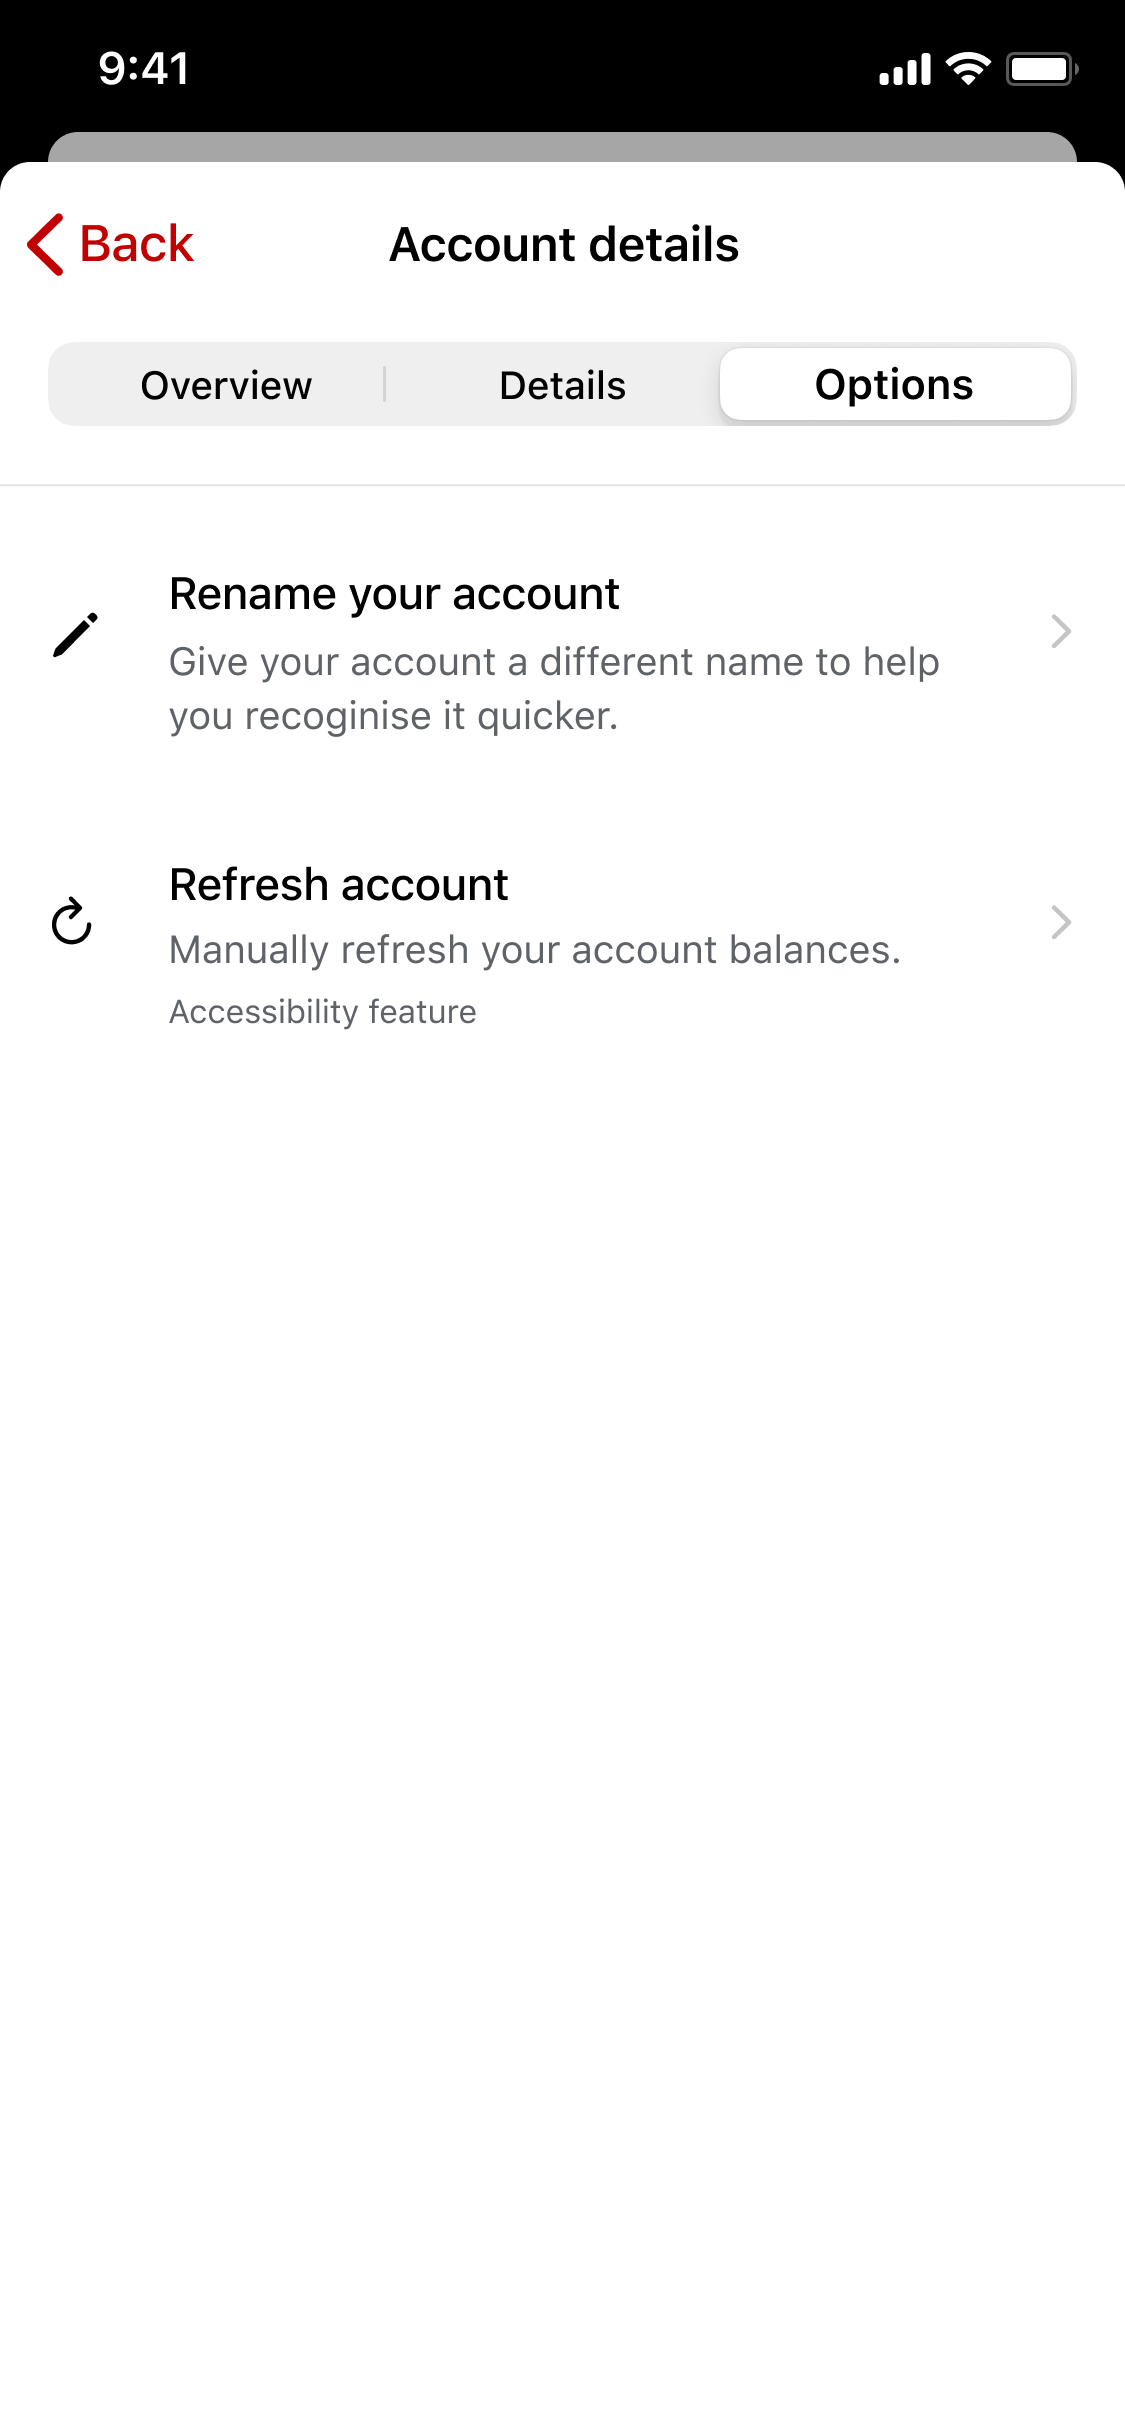 9:41
Back
Account details
Overview
Details
Options
Rename your account
Give your account a different name to help
you recoginise it quicker.
Refresh account
Manually refresh your account balances.
Accessibility feature